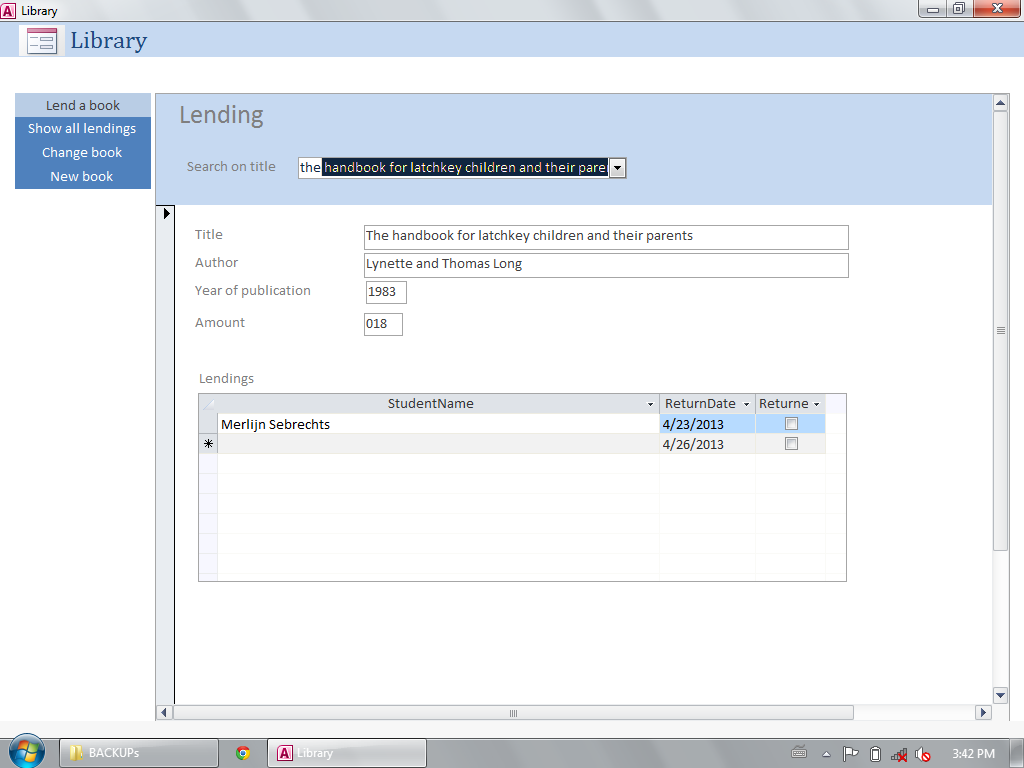 Library
Library
Lend a book
Show all lendings
Change book
New book
Lending
Search on title the handbook for latchkey children and their pare
Title The handbook for latchkey children and their parents
Author Lynette and Thomas Long
Year of publication 1983
Amount 018
Lendings
StudentName ReturnDate Returne
Merlijn Sebrechts 4/23/2013
4/26/2013
BACKUPs Library 3:42 PM